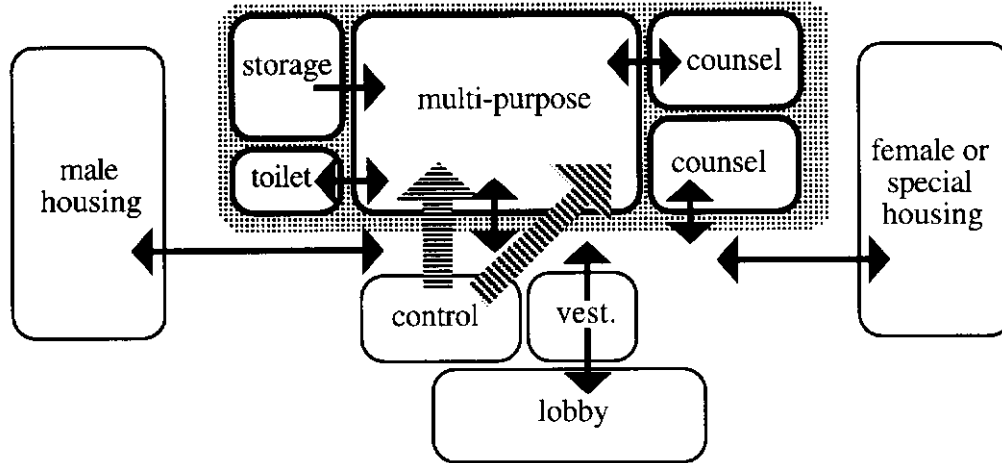 storage
multi-purpose
counsel
toilet
counsel
male
housing
female or
special
housing
control
vest.
lobby